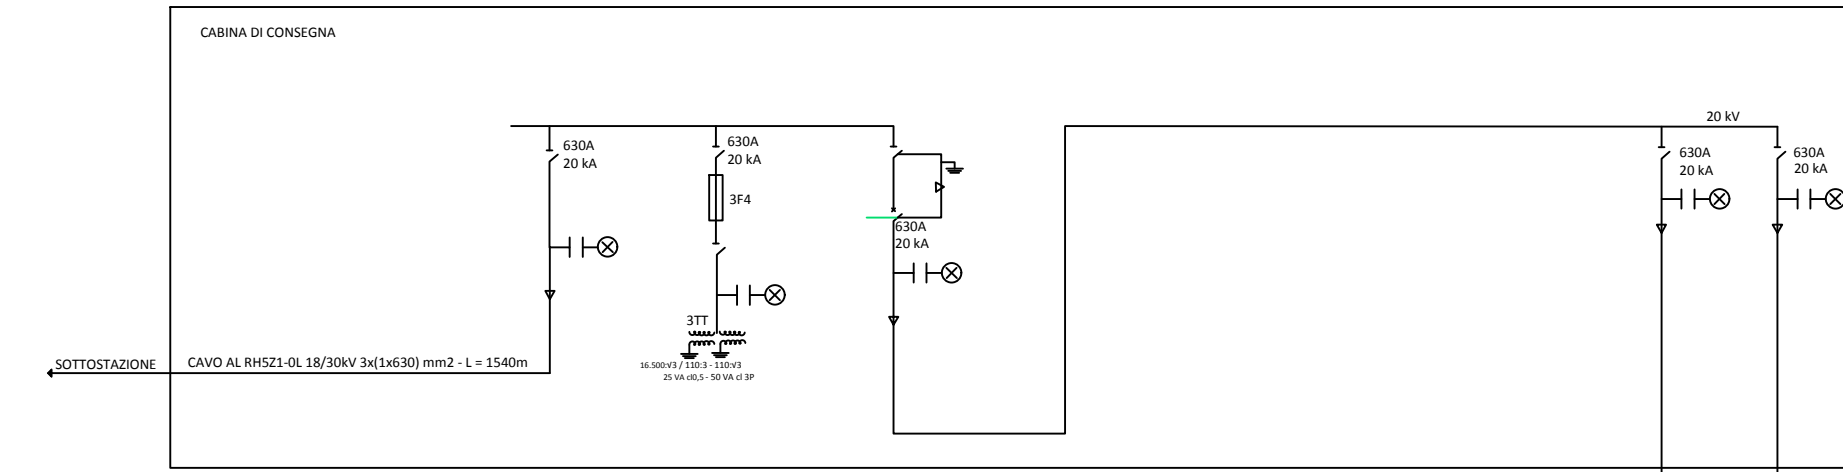 CABINA DI CONSEGNA
20 kV
630A
20 kA
630A
20 kA
3F4
630A
20 kA
630A
20 kA
630A
20 kA
3TT
16.500:√3 / 110:3 - 110:√3
25 VA cl0,5 - 50 VA cl 3P
SOTTOSTAZIONE
CAVO AL RH5Z1-0L 18/30kV 3x(1x630) mm2 - L = 1540m